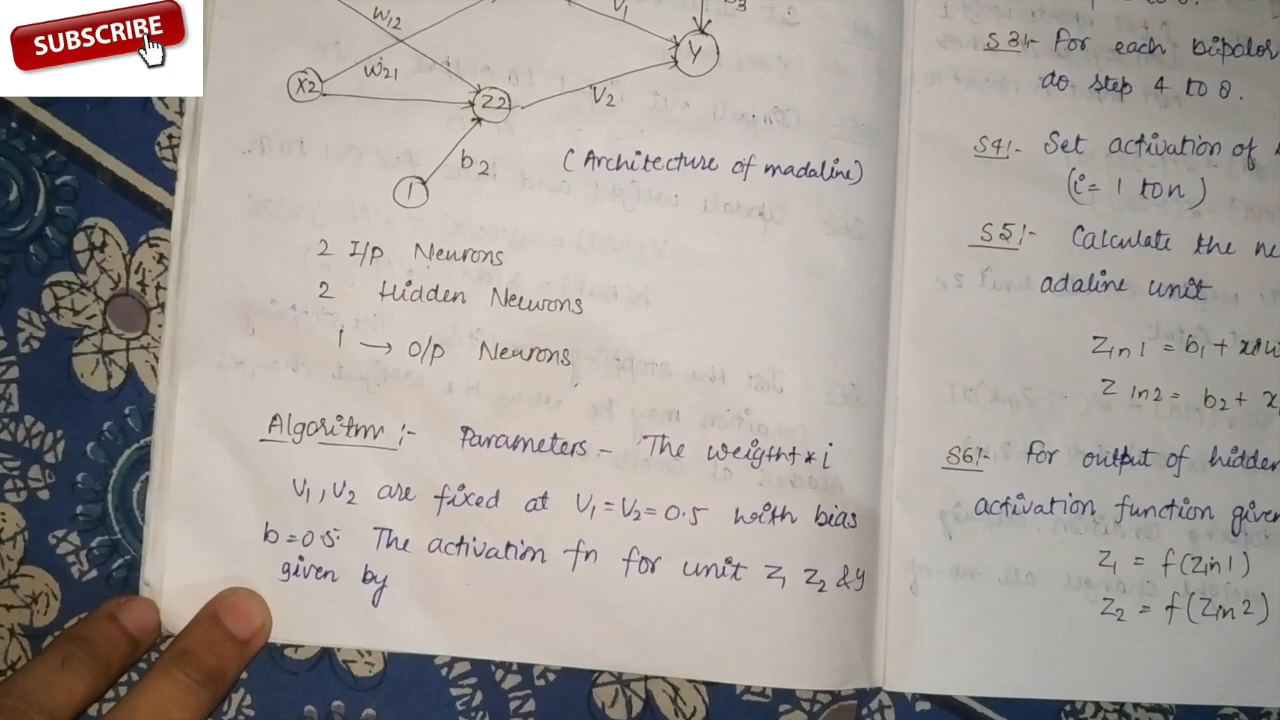 SUBSCRIBE
W12
V1
b3
X2
W21
Z2
V2
Y
b2
1
(Architecture of madaline)
2 I/p Neurons
2 Hidden Neurons
1 → O/p Neurons
Algoritm :- Parameters - The weight * i
V1, V2 are fixed at V1 = V2 = 0.5 with bias
b = 0.5 The activation fn for unit Z1 Z2 & Y
given by
S3:- For each bipolar
do step 4 to 8.
S4:- Set activation of
(i = 1 to n)
S5:- Calculate the ne
adaline unit
Zin1 = b1 +
Zin2 = b2 + x
S6:- For output of hidden
activation function given
Z1 = f(Zin1)
Z2 = f(Zin2)